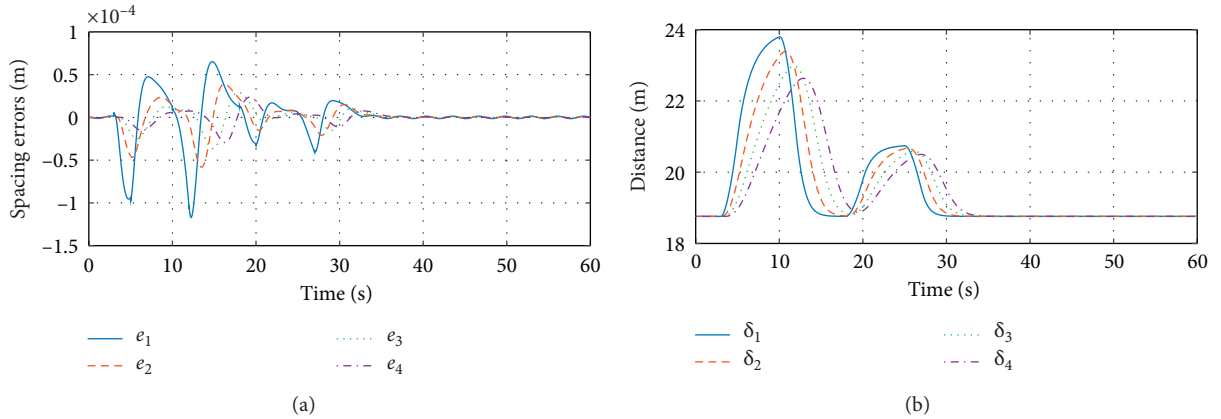 ×10⁻⁴
1
0.5
0
−0.5
−1
−1.5
Spacing errors (m)
0 10 20 30 40 50 60
Time (s)
e₁ e₃
e₂ e₄
(a)
24
22
20
18
Distance (m)
0 10 20 30 40 50 60
Time (s)
δ₁ δ₃
δ₂ δ₄
(b)